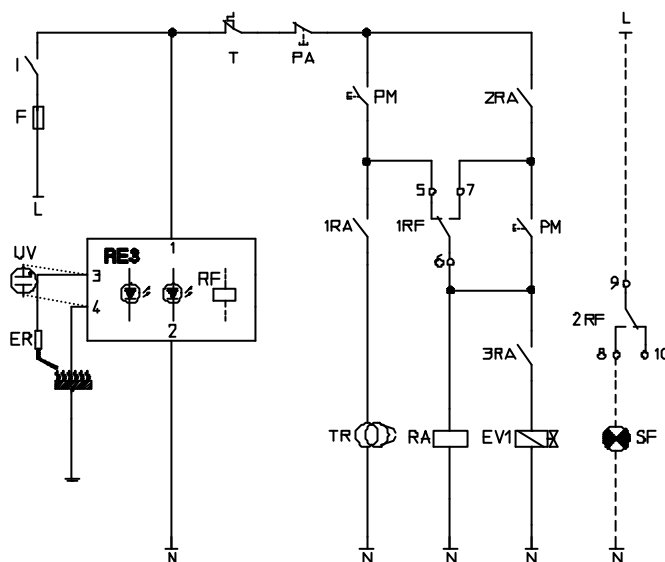 L
I
T
PA
F
PM
2RA
L
5
7
1RA
1RF
PM
UV
RE3
1
6
3
RF
9
4
2RF
ER
2
3RA
8
10
TR
RA
EV1
SF
N
N
N
N
N